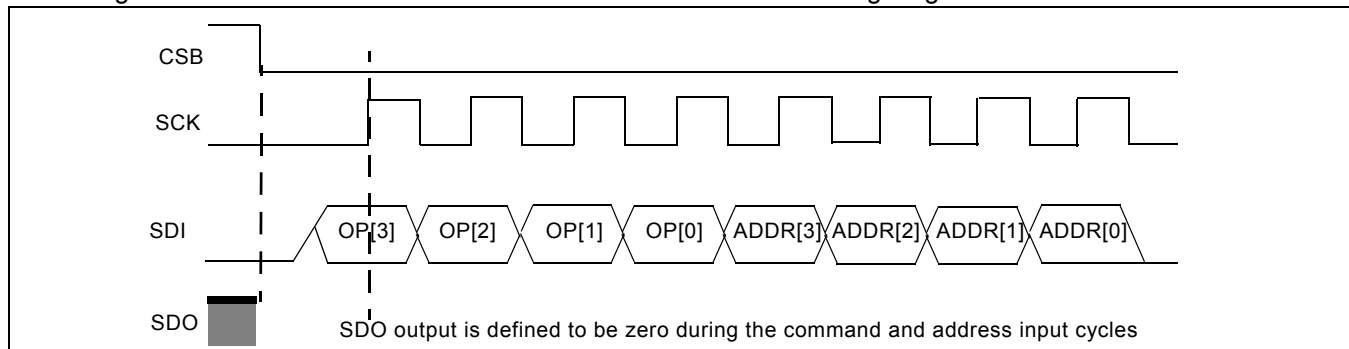 CSB
SCK
SDI
OP[3] OP[2] OP[1] OP[0] ADDR[3] ADDR[2] ADDR[1] ADDR[0]
SDO
SDO output is defined to be zero during the command and address input cycles